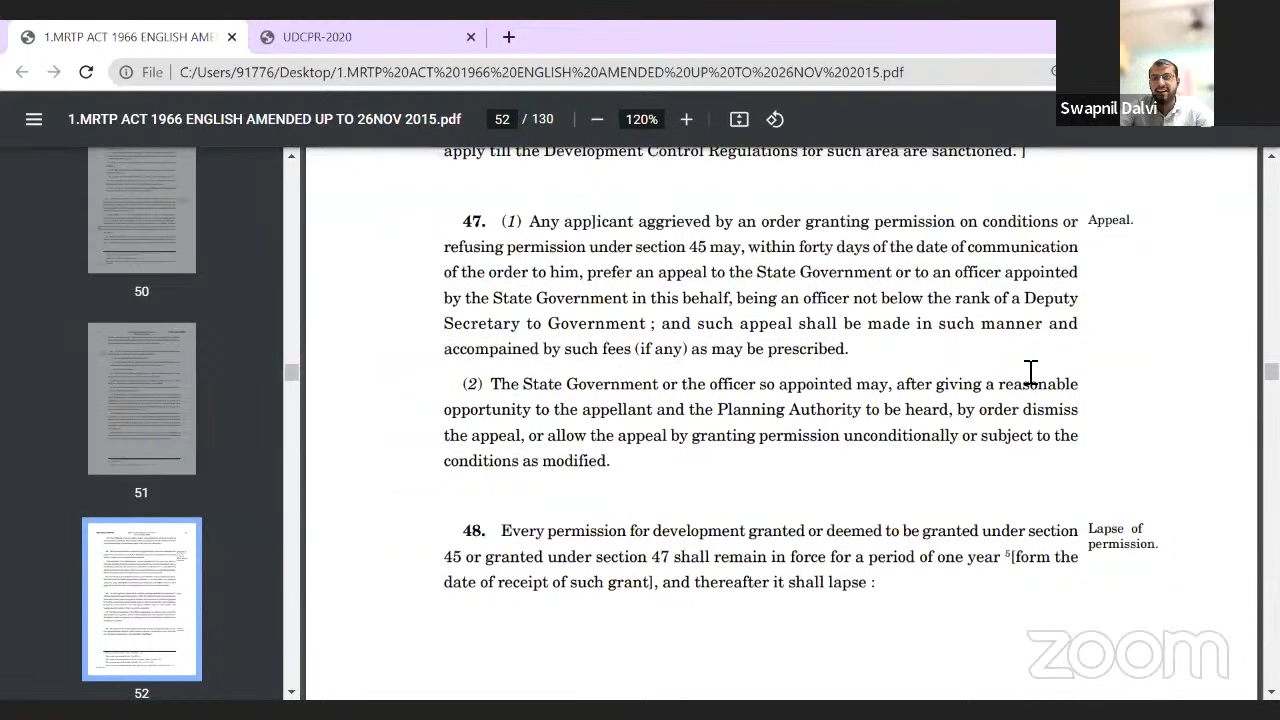 1.MRTP ACT 1966 ENGLISH AME
UDCPR-2020
File C:/Users/91776/Desktop/1.MRTP%20ACT%201966%20ENGLISH%20AMENDED%20UP%20TO%2026NOV%202015.pdf
Swapnil Dalvi
1.MRTP ACT 1966 ENGLISH AMENDED UP TO 26NOV 2015.pdf
52 / 130
120%
apply till the Development Control Regulations for such area are sanctioned. ]
47. (1) An applicant aggrieved by an order granting permission on conditions or
Appeal.
refusing permission under section 45 may, within forty days of the date of communication
of the order to him, prefer an appeal to the State Government or to an officer appointed
by the State Government in this behalf, being an officer not below the rank of a Deputy
Secretary to Government ; and such appeal shall be made in such manner and
accompained by such fees (if any) as may be prescribed.
(2) The State Government or the officer so appointed may, after giving a reasonable
opportunity to the appellant and the Planning Authority to be heard, by order dismiss
the appeal, or allow the appeal by granting permission unconditionally or subject to the
conditions as modified.
48. Every permission for development granted or deemed to be granted under section
Lapse of
permission.
45 or granted under section 47 shall remain in force for a period of one year 5[from the
date of receipt of such grant], and thereafter it shall lapse :
50
51
52
zoom